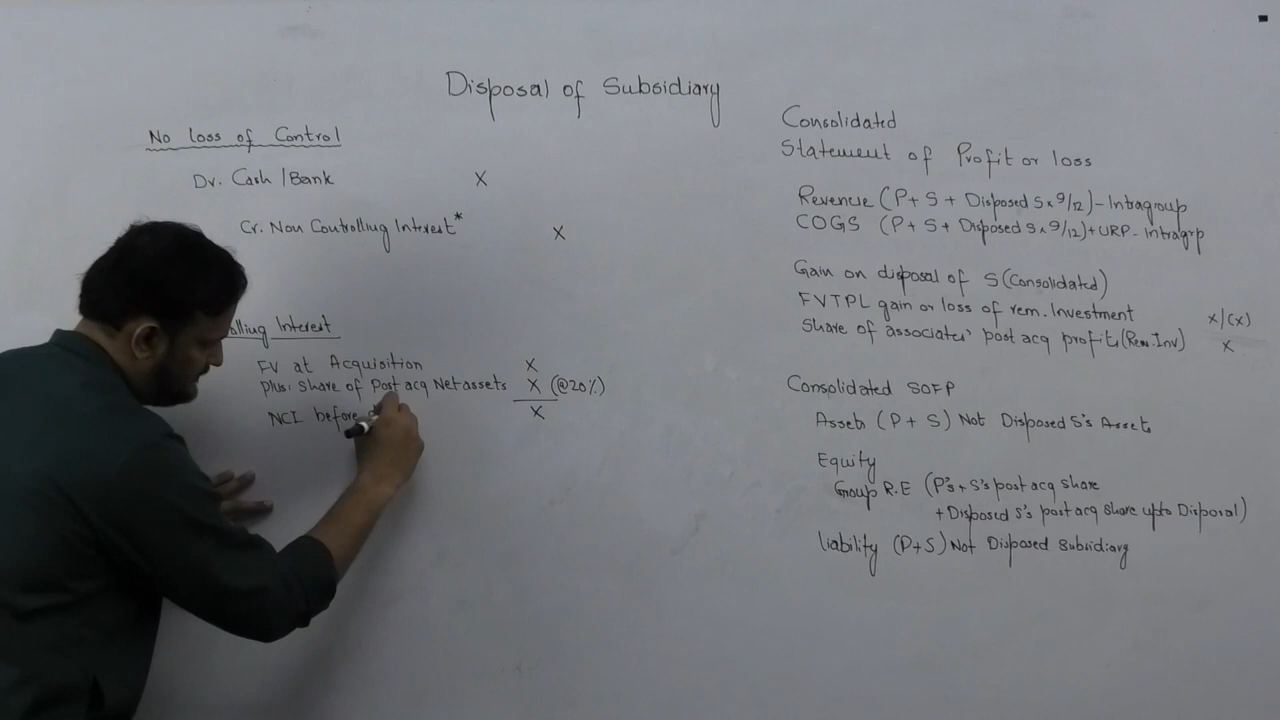 Disposal of Subsidiary
No loss of Control
Dr. Cash/Bank X
Cr. Non Controlling Interest* X
olling Interest
FV at Acquisition X
plus: Share of Post acq Net assets X (@20%)
X
NCI before
Consolidated
Statement of Profit or loss
Revenue (P+ S + Disposed S x 9/12) - Intragroup
COGS (P+ S + Disposed S x 9/12) + URP - Intragrp
Gain on disposal of S (Consolidated)
FVTPL gain or loss of rem. Investment X/(X)
Share of associates' post acq profits (Rem. Inv) X
Consolidated SOFP
Assets (P + S) Not Disposed S's Assets
Equity
Group R.E (P's + S's post acq share
+ Disposed S's post acq share upto Disposal)
liability (P+S) Not Disposed Subsidiary